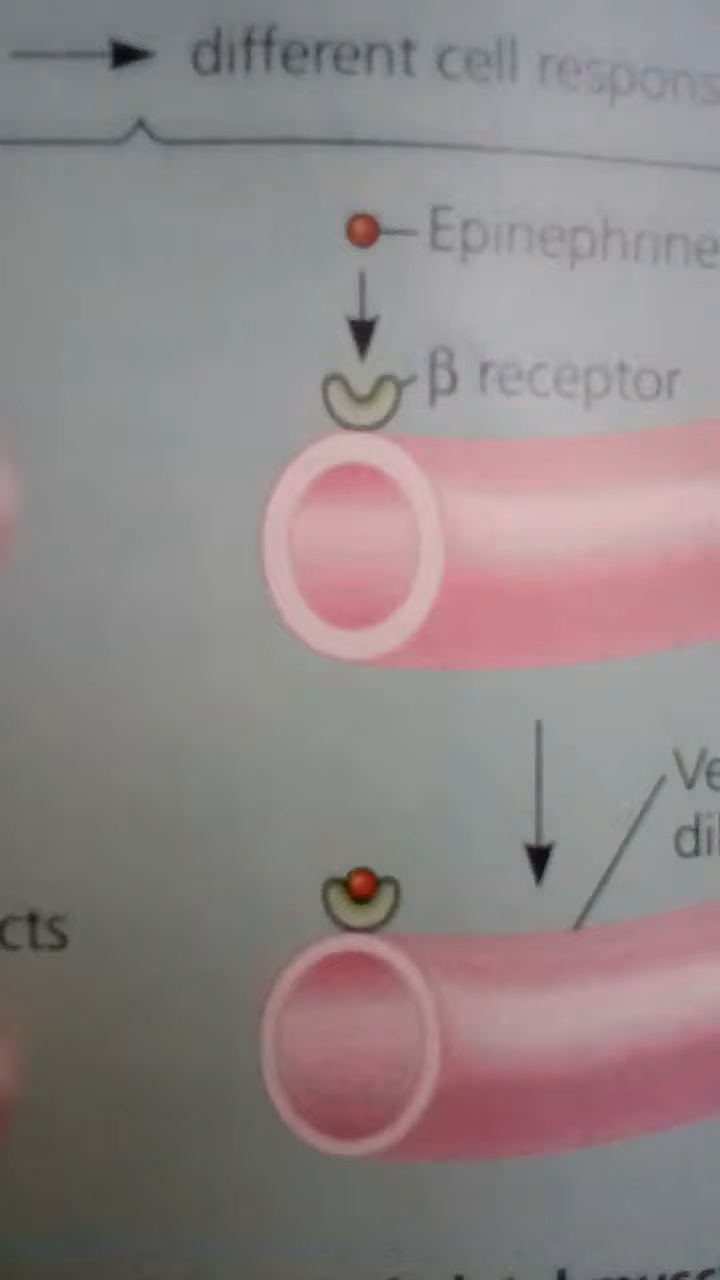 different cell respons
Epinephrine
β receptor
Ve
dil
cts